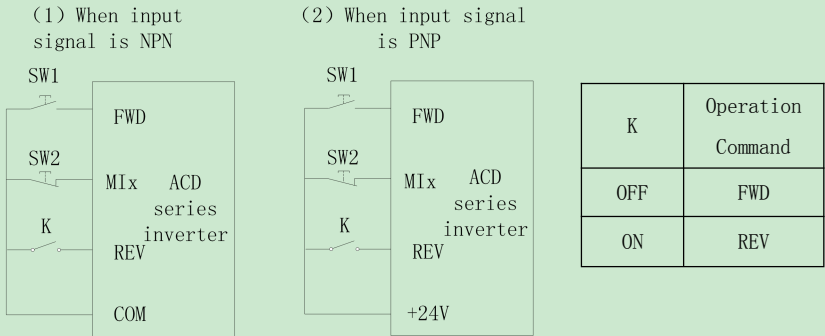 （1）When input
signal is NPN
SW1
FWD
SW2
MIx
ACD
series
inverter
K
REV
COM
（2）When input signal
is PNP
SW1
FWD
SW2
MIx
ACD
series
inverter
K
REV
+24V
K
Operation
Command
OFF
FWD
ON
REV